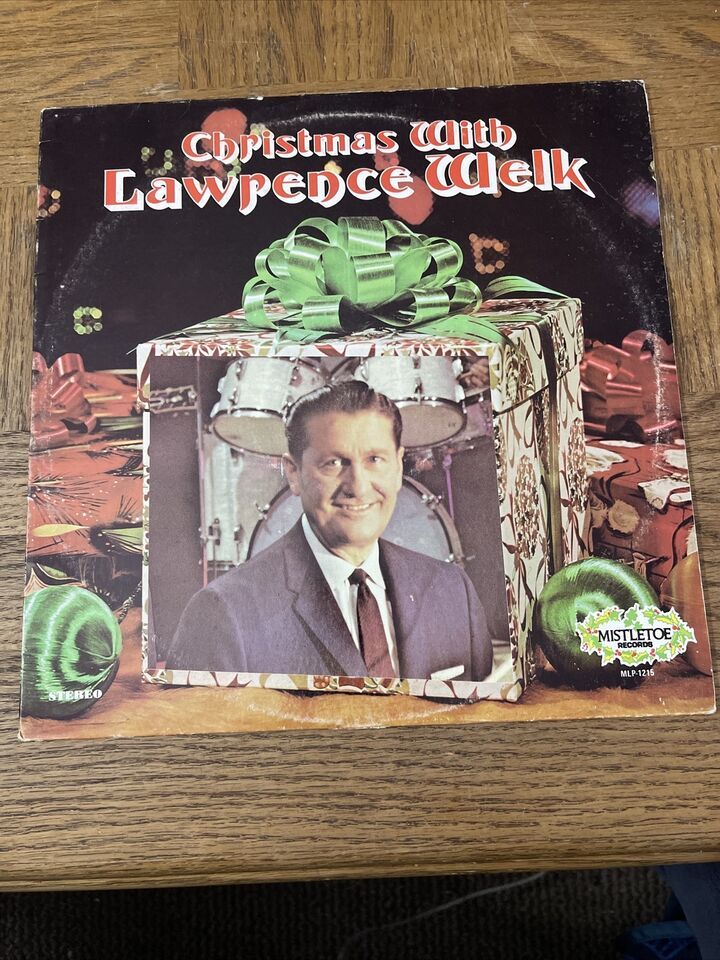 Christmas With
Lawrence Welk
STEREO
MISTLETOE
RECORDS
MLP-1215